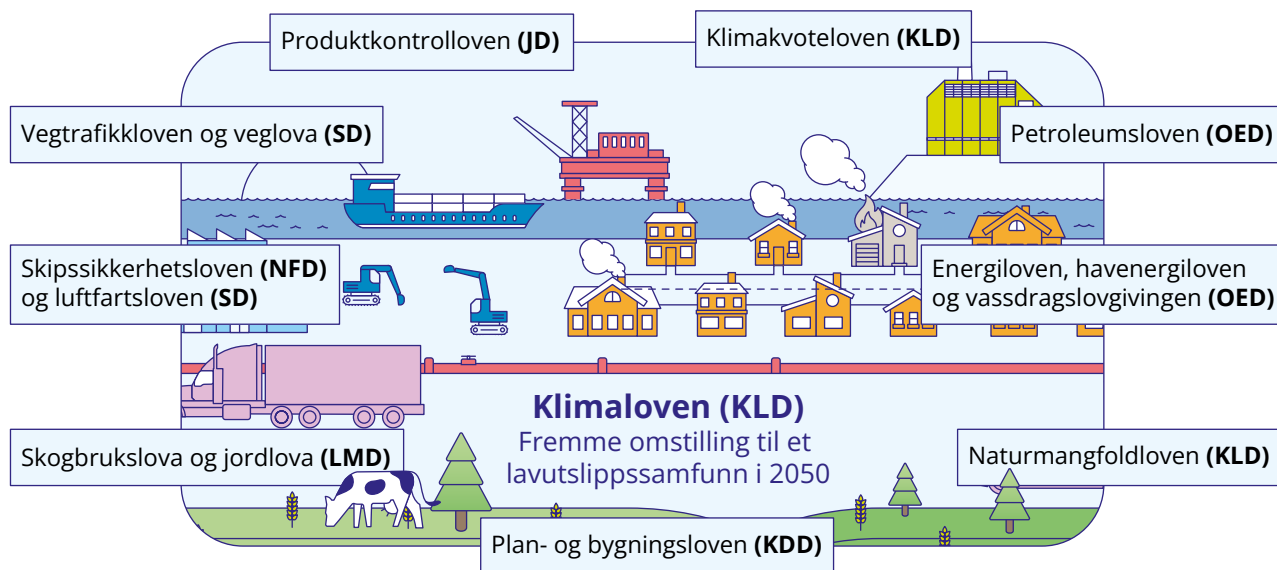 Produktkontrolloven (JD)
Klimakvoteloven (KLD)
Vegtrafikkloven og veglova (SD)
Petroleumsloven (OED)
Skipssikkerhetsloven (NFD)
og luftfartsloven (SD)
Energiloven, havenergiloven
og vassdragslovgivingen (OED)
Klimaloven (KLD)
Fremme omstilling til et
lavutslippssamfunn i 2050
Skogbrukslova og jordlova (LMD)
Naturmangfoldloven (KLD)
Plan- og bygningsloven (KDD)